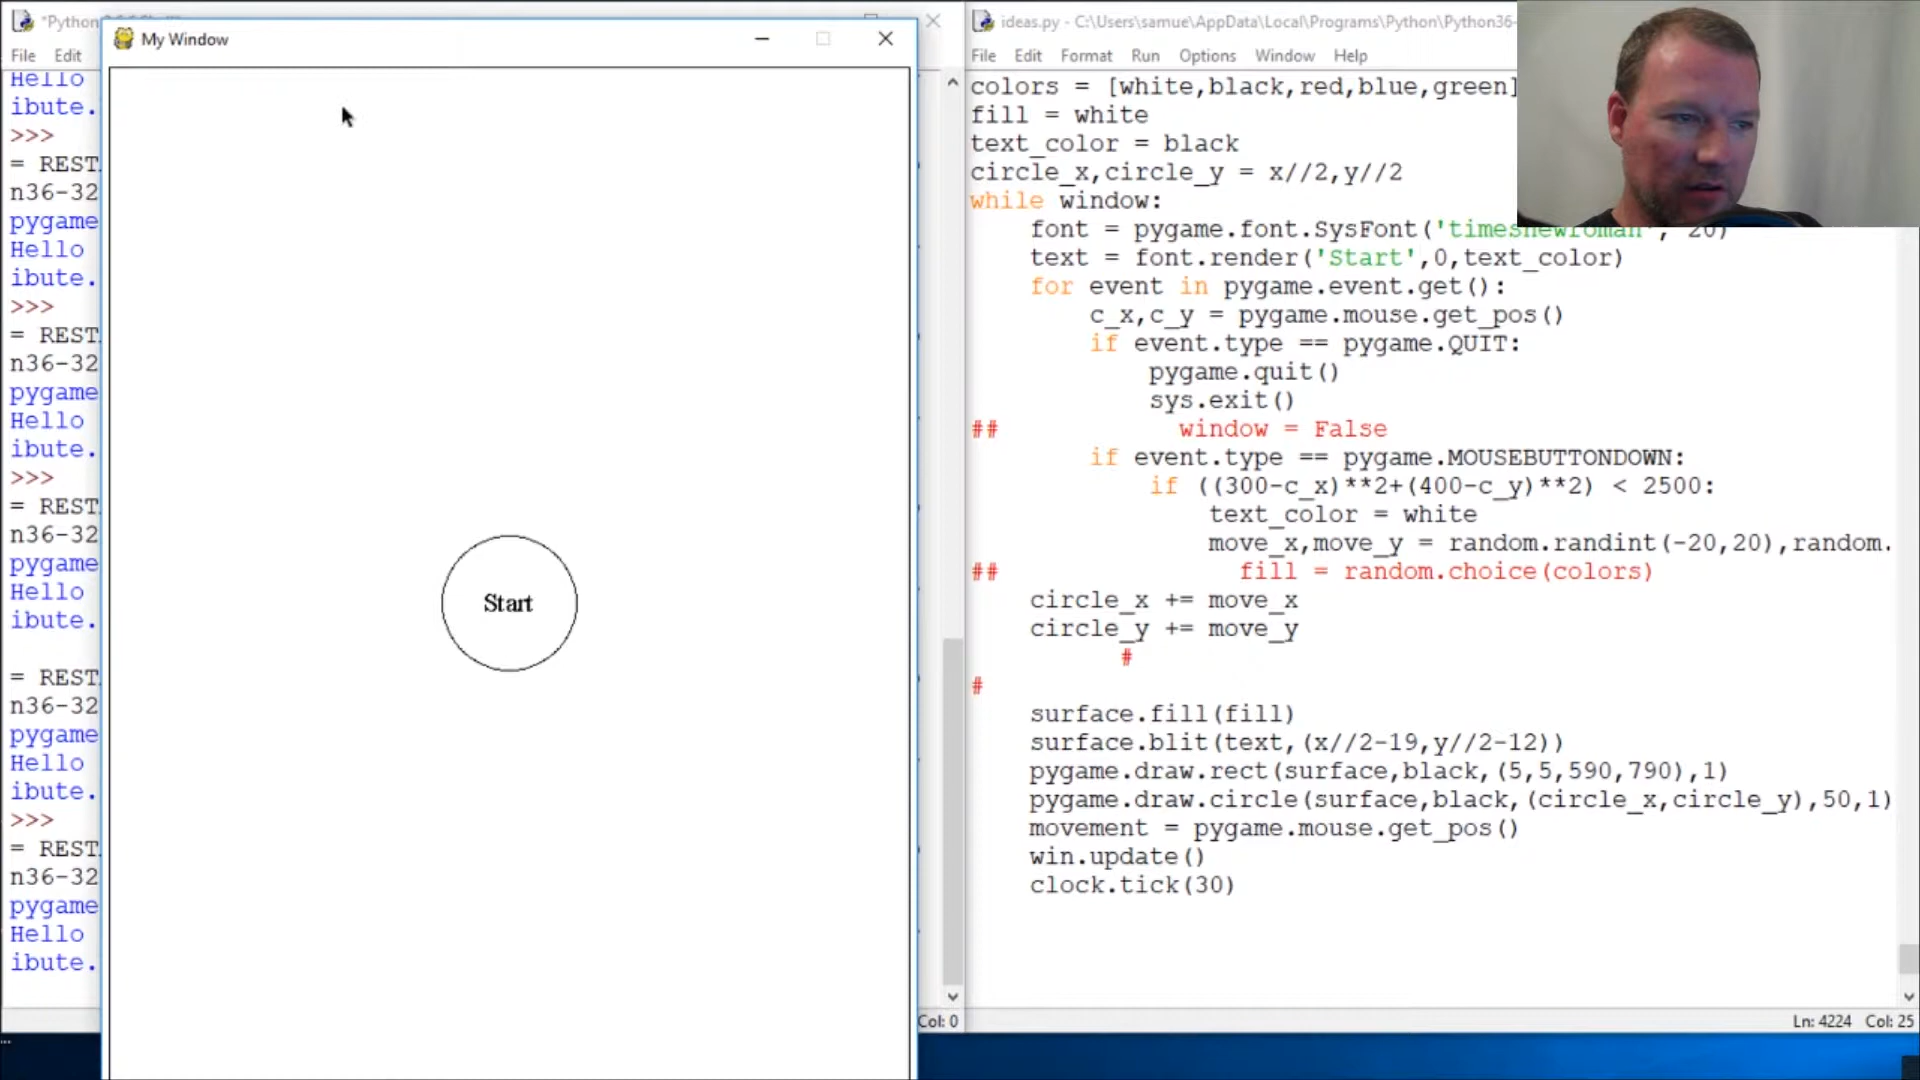 *Python
File Edit
Hello
ibute.
>>>
= REST
n36-32
pygame
Hello
ibute.
>>>
= REST
n36-32
pygame
Hello
ibute.
>>>
= REST
n36-32
pygame
Hello
ibute.
= REST
n36-32
pygame
Hello
ibute.
>>>
= REST
n36-32
pygame
Hello
ibute.
Col: 0
My Window
Start
ideas.py - C:\Users\samue\AppData\Local\Programs\Python\Python36-
File Edit Format Run Options Window Help
colors = [white,black,red,blue,green]
fill = white
text_color = black
circle_x,circle_y = x//2,y//2
while window:
font = pygame.font.SysFont('timesnewroman', 20)
text = font.render('Start',0,text_color)
for event in pygame.event.get():
c_x,c_y = pygame.mouse.get_pos()
if event.type == pygame.QUIT:
pygame.quit()
sys.exit()
## window = False
if event.type == pygame.MOUSEBUTTONDOWN:
if ((300-c_x)**2+(400-c_y)**2) < 2500:
text_color = white
move_x,move_y = random.randint(-20,20),random.
## fill = random.choice(colors)
circle_x += move_x
circle_y += move_y
#
#
surface.fill(fill)
surface.blit(text,(x//2-19,y//2-12))
pygame.draw.rect(surface,black,(5,5,590,790),1)
pygame.draw.circle(surface,black,(circle_x,circle_y),50,1)
movement = pygame.mouse.get_pos()
win.update()
clock.tick(30)
Ln: 4224 Col: 25